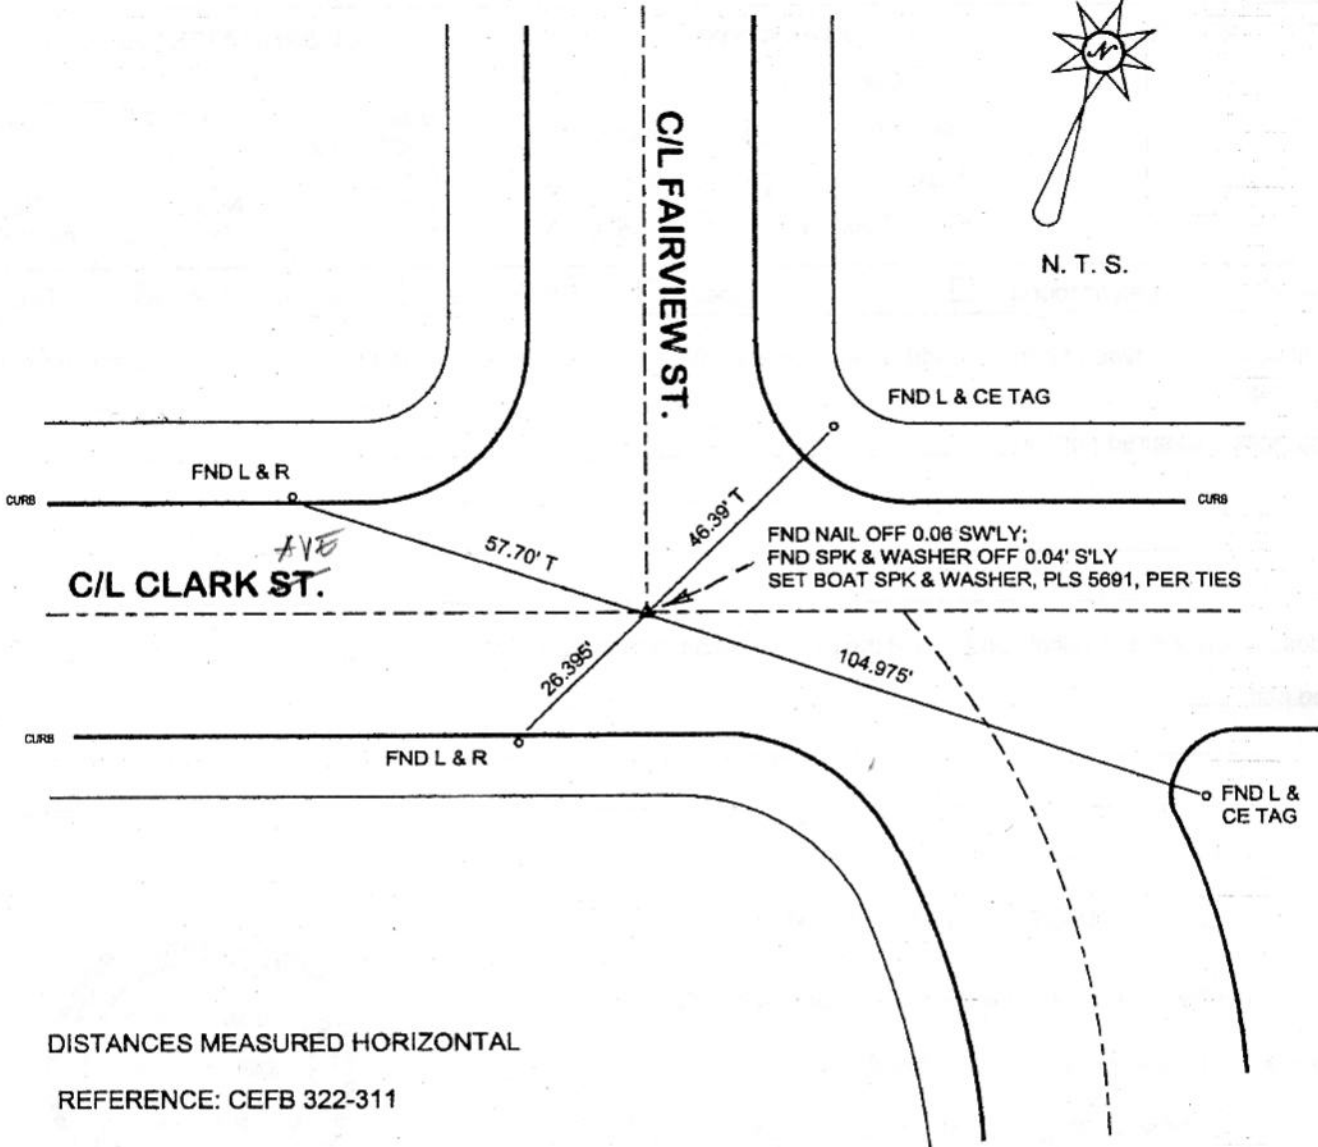 N
N. T. S.
C/L FAIRVIEW ST.
FND L & CE TAG
FND L & R
CURB
CURB
46.39' T
57.70' T
FND NAIL OFF 0.06 SW'LY;
FND SPK & WASHER OFF 0.04' S'LY
SET BOAT SPK & WASHER, PLS 5691, PER TIES
AVE
C/L CLARK ST.
26.395'
104.975'
CURB
FND L & R
FND L &
CE TAG
DISTANCES MEASURED HORIZONTAL
REFERENCE: CEFB 322-311